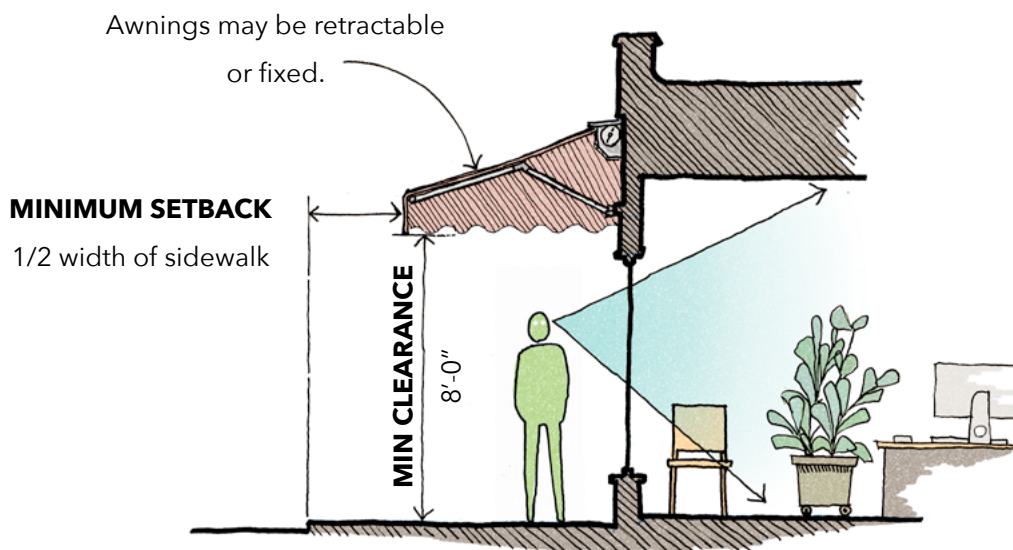 Awnings may be retractable
or fixed.
MINIMUM SETBACK
1/2 width of sidewalk
MIN CLEARANCE
8’-0”